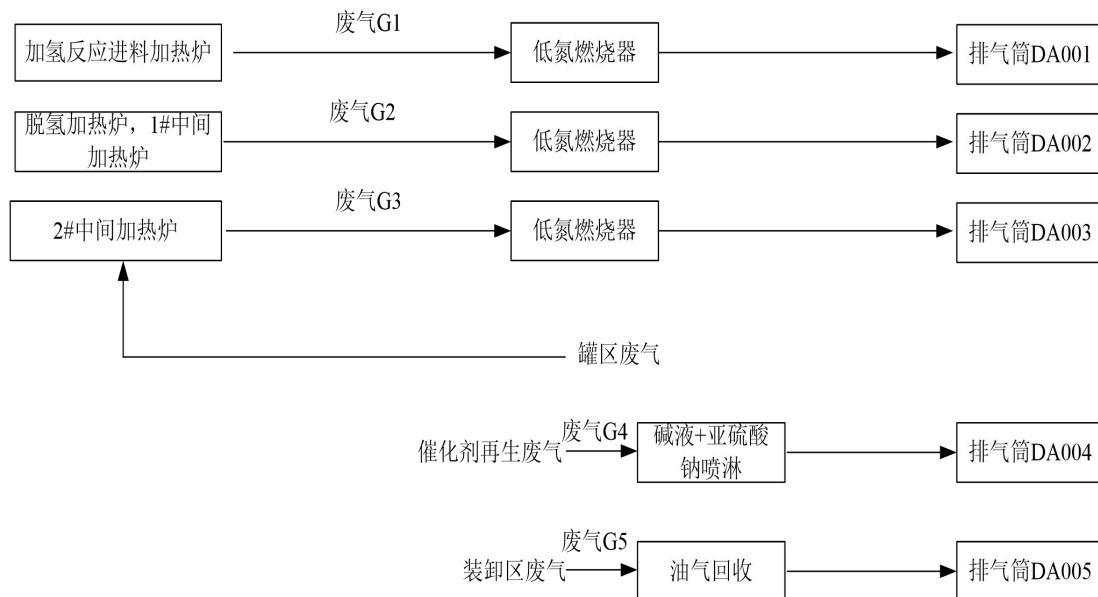 废气G1
加氢反应进料加热炉
低氮燃烧器
排气筒DA001
废气G2
脱氢加热炉，1#中间
加热炉
低氮燃烧器
排气筒DA002
废气G3
2#中间加热炉
低氮燃烧器
排气筒DA003
罐区废气
废气G4
催化剂再生废气
碱液+亚硫酸
钠喷淋
排气筒DA004
废气G5
装卸区废气
油气回收
排气筒DA005